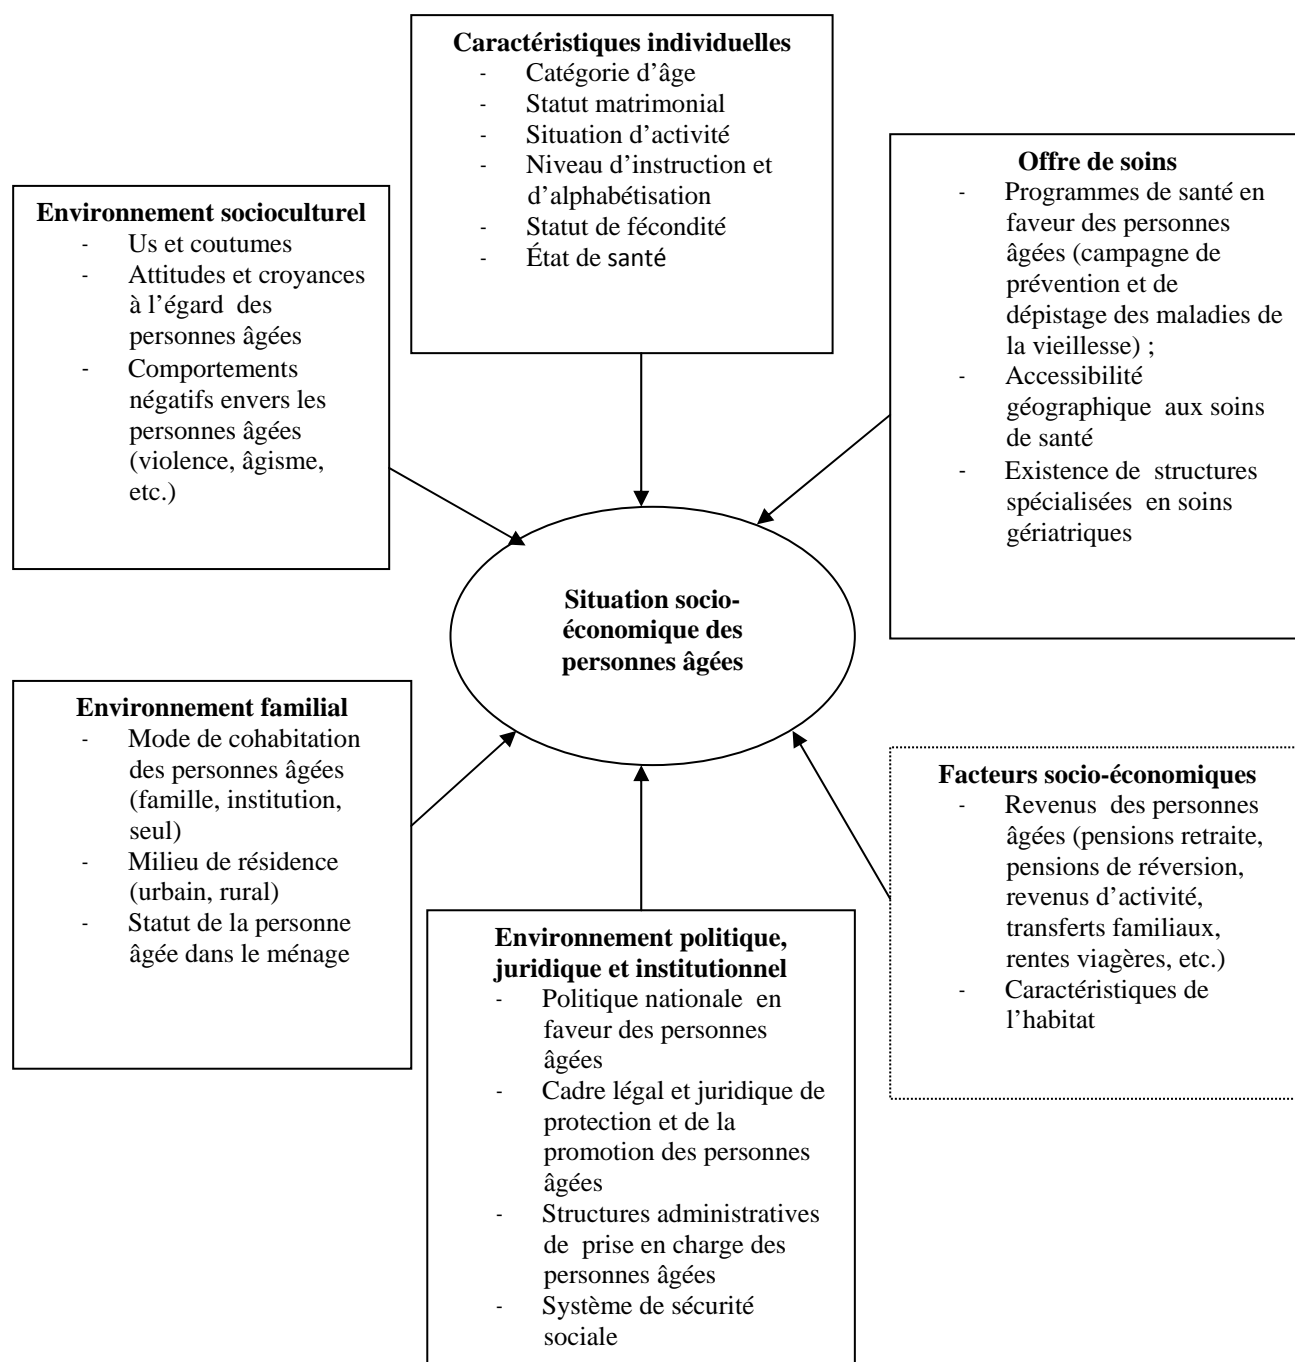 Caractéristiques individuelles
- Catégorie d’âge
- Statut matrimonial
- Situation d’activité
- Niveau d’instruction et
d’alphabétisation
- Statut de fécondité
- État de santé
Offre de soins
- Programmes de santé en
faveur des personnes
âgées (campagne de
prévention et de
dépistage des maladies de
la vieillesse) ;
- Accessibilité
géographique aux soins
de santé
- Existence de structures
spécialisées en soins
gériatriques
Environnement socioculturel
- Us et coutumes
- Attitudes et croyances
à l’égard des
personnes âgées
- Comportements
négatifs envers les
personnes âgées
(violence, âgisme,
etc.)
Situation socio-
économique des
personnes âgées
Environnement familial
- Mode de cohabitation
des personnes âgées
(famille, institution,
seul)
- Milieu de résidence
(urbain, rural)
- Statut de la personne
âgée dans le ménage
Facteurs socio-économiques
- Revenus des personnes
âgées (pensions retraite,
pensions de réversion,
revenus d’activité,
transferts familiaux,
rentes viagères, etc.)
- Caractéristiques de
l’habitat
Environnement politique,
juridique et institutionnel
- Politique nationale en
faveur des personnes
âgées
- Cadre légal et juridique de
protection et de la
promotion des personnes
âgées
- Structures administratives
de prise en charge des
personnes âgées
- Système de sécurité
sociale